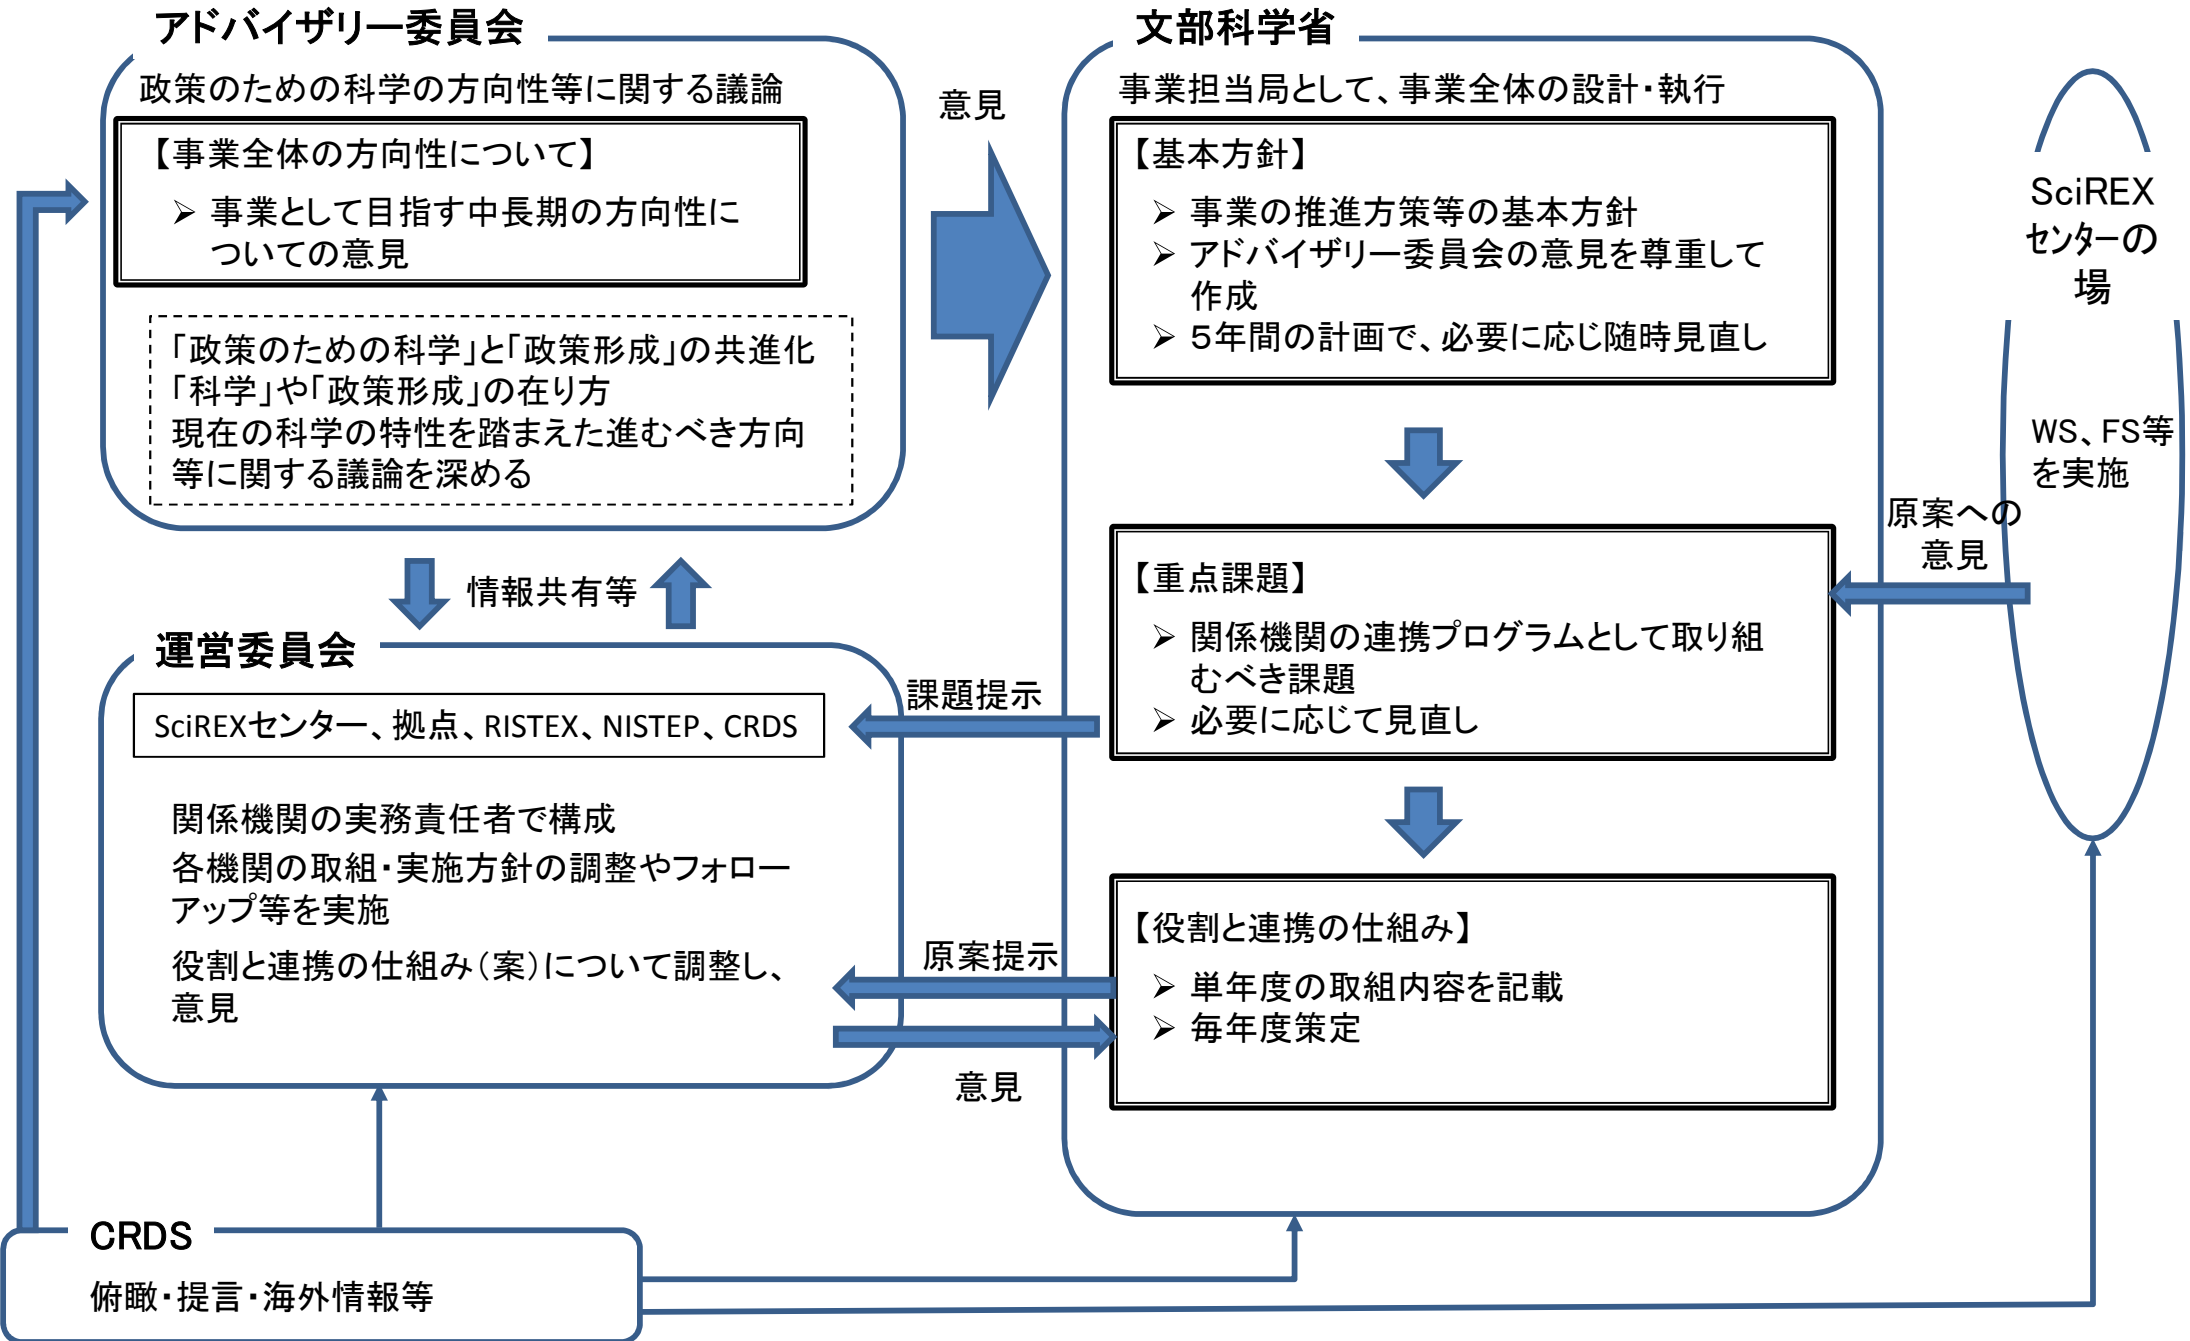 アドバイザリー委員会
政策のための科学の方向性等に関する議論
【事業全体の方向性について】
➢ 事業として目指す中長期の方向性に
ついての意見
「政策のための科学」と「政策形成」の共進化
「科学」や「政策形成」の在り方
現在の科学の特性を踏まえた進むべき方向
等に関する議論を深める
意見
文部科学省
事業担当局として、事業全体の設計・執行
【基本方針】
➢ 事業の推進方策等の基本方針
➢ アドバイザリー委員会の意見を尊重して
作成
➢ 5年間の計画で、必要に応じ随時見直し
SciREX
センターの
場
WS、FS等
を実施
原案への
意見
【重点課題】
➢ 関係機関の連携プログラムとして取り組
むべき課題
➢ 必要に応じて見直し
情報共有等
運営委員会
SciREXセンター、拠点、RISTEX、NISTEP、CRDS
関係機関の実務責任者で構成
各機関の取組・実施方針の調整やフォロー
アップ等を実施
役割と連携の仕組み（案）について調整し、
意見
課題提示
原案提示
意見
【役割と連携の仕組み】
➢ 単年度の取組内容を記載
➢ 毎年度策定
CRDS
俯瞰・提言・海外情報等